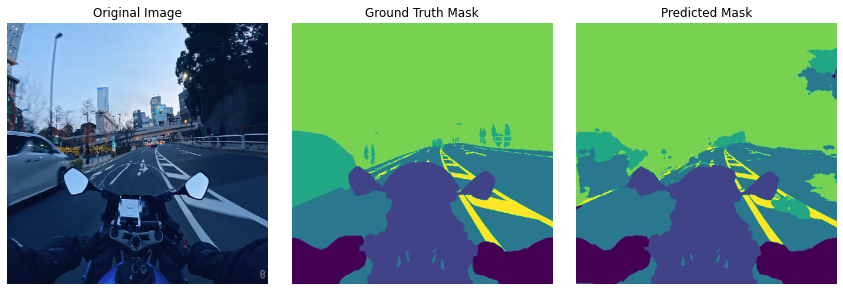 Original Image
Ground Truth Mask
Predicted Mask